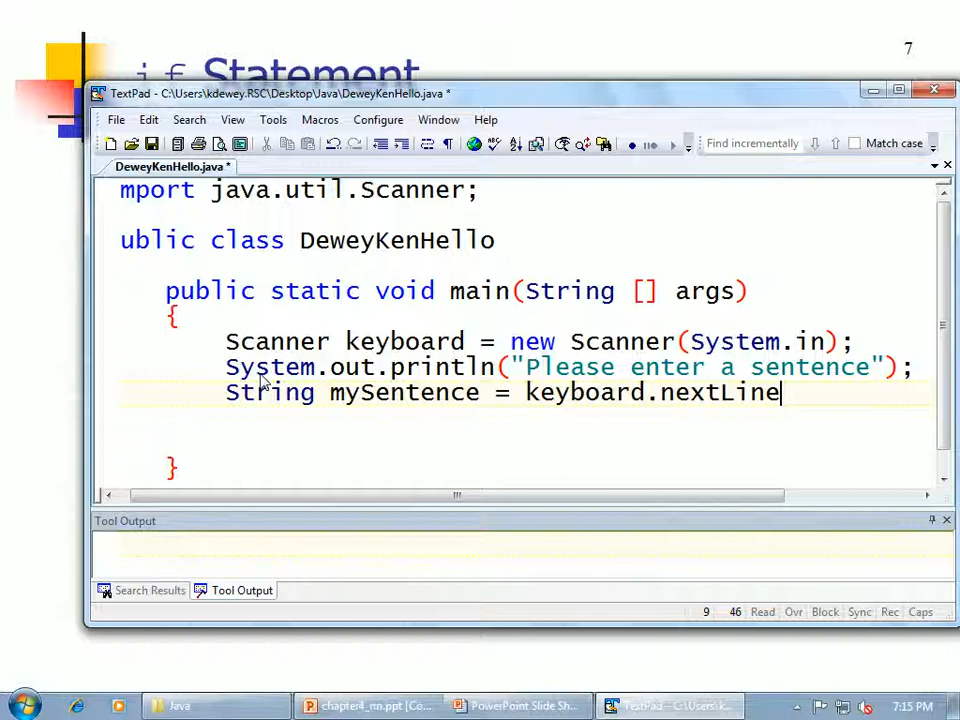 7
if Statement
TextPad - C:\Users\kdewey.RSC\Desktop\Java\DeweyKenHello.java *
File Edit Search View Tools Macros Configure Window Help
Find incrementally Match case
DeweyKenHello.java *
mport java.util.Scanner;
ublic class DeweyKenHello
public static void main(String [] args)
{
Scanner keyboard = new Scanner(System.in);
System.out.println("Please enter a sentence");
String mySentence = keyboard.nextLine
}
Tool Output
Search Results Tool Output
9 46 Read Ovr Block Sync Rec Caps
Java chapter4_nn.ppt [Co... PowerPoint Slide Sh... TextPad - C:\Users\k... 7:15 PM